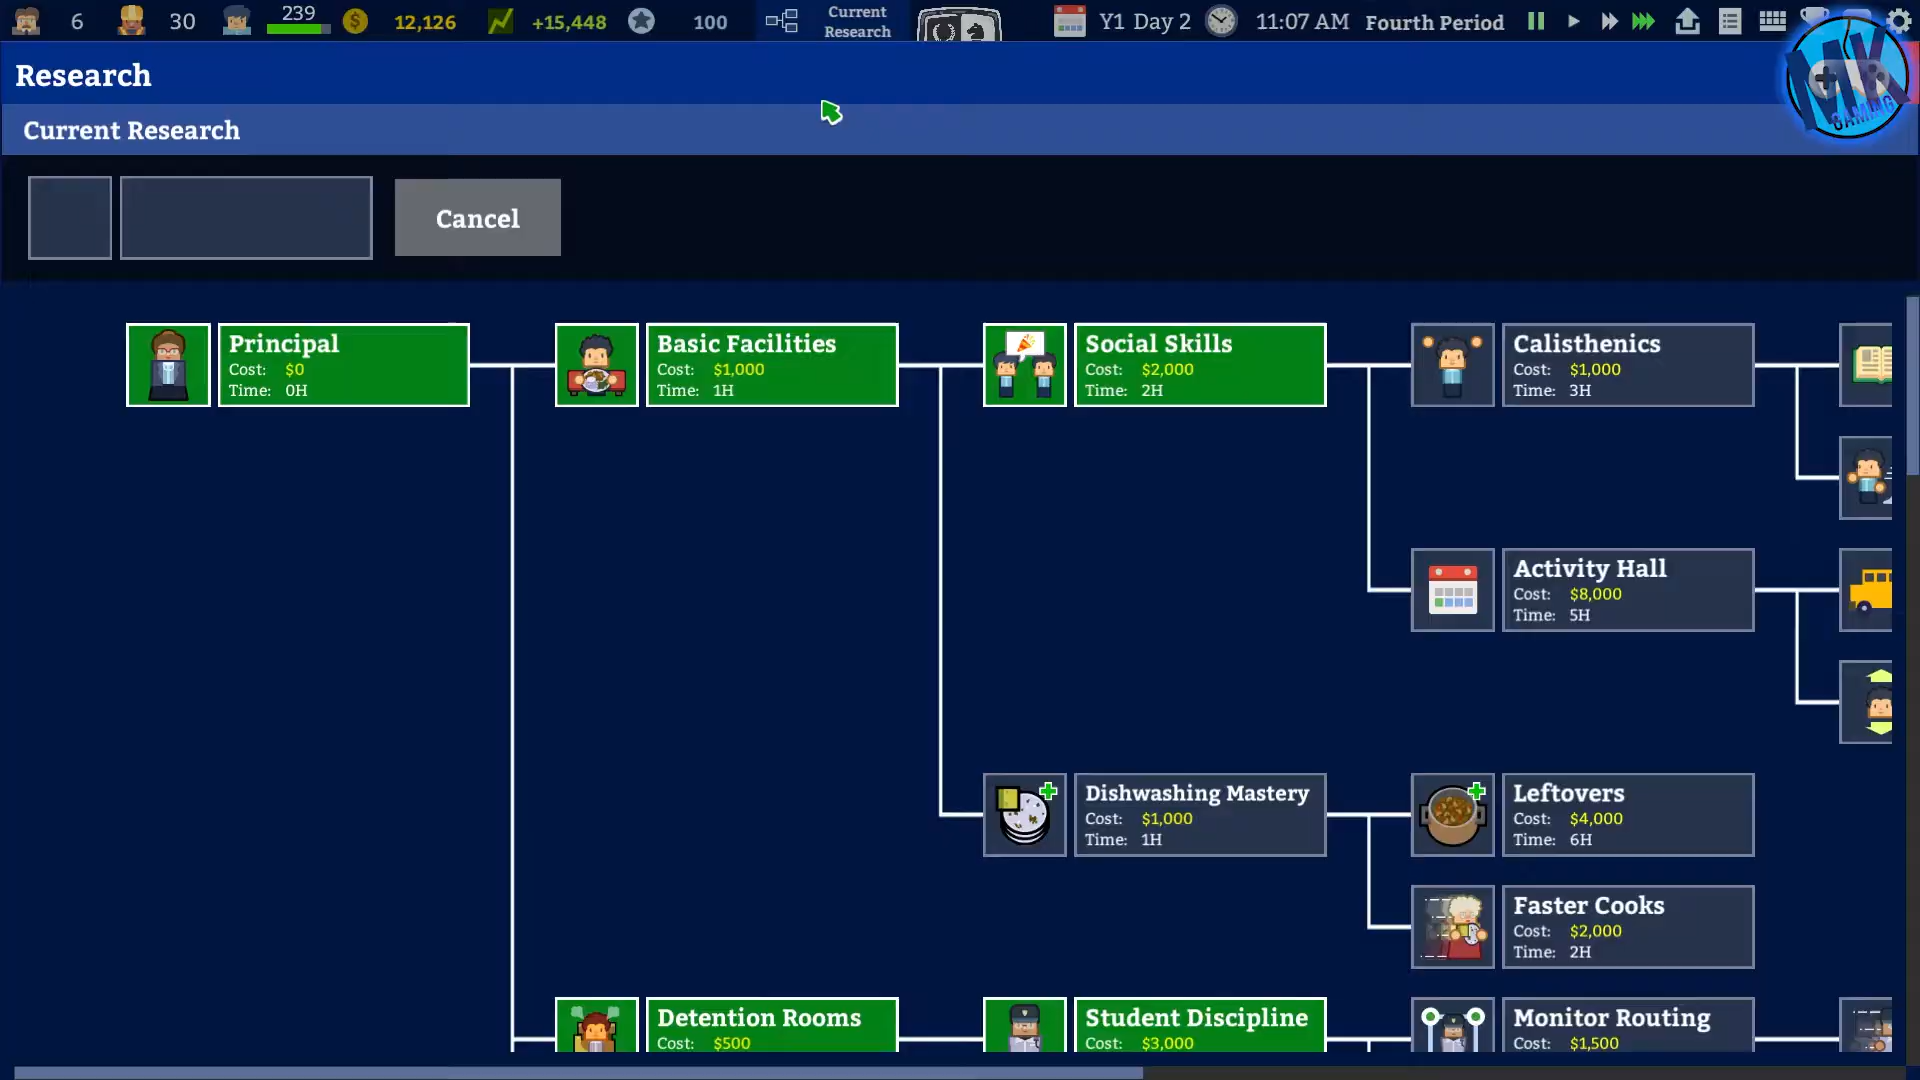 6 30 239 12,126 +15,448 100 Current Research Y1 Day 2 11:07 AM Fourth Period
Research
MK GAMING
Current Research
Cancel
Principal
Cost: $0
Time: 0H
Basic Facilities
Cost: $1,000
Time: 1H
Social Skills
Cost: $2,000
Time: 2H
Calisthenics
Cost: $1,000
Time: 3H
Activity Hall
Cost: $8,000
Time: 5H
Dishwashing Mastery
Cost: $1,000
Time: 1H
Leftovers
Cost: $4,000
Time: 6H
Faster Cooks
Cost: $2,000
Time: 2H
Detention Rooms
Cost: $500
Student Discipline
Cost: $3,000
Monitor Routing
Cost: $1,500